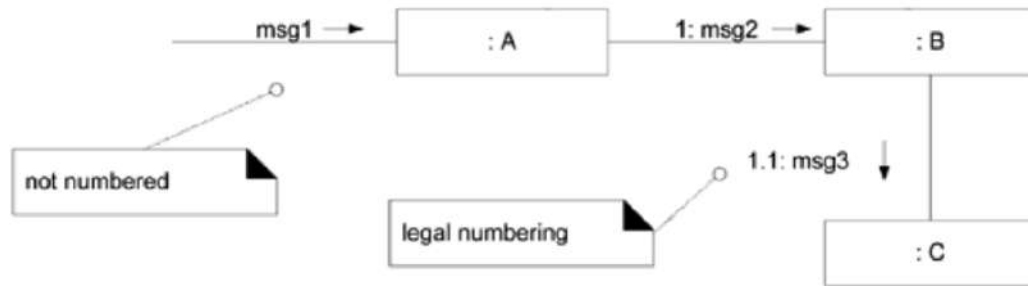 msg1
: A
1: msg2
: B
not numbered
1.1: msg3
legal numbering
: C